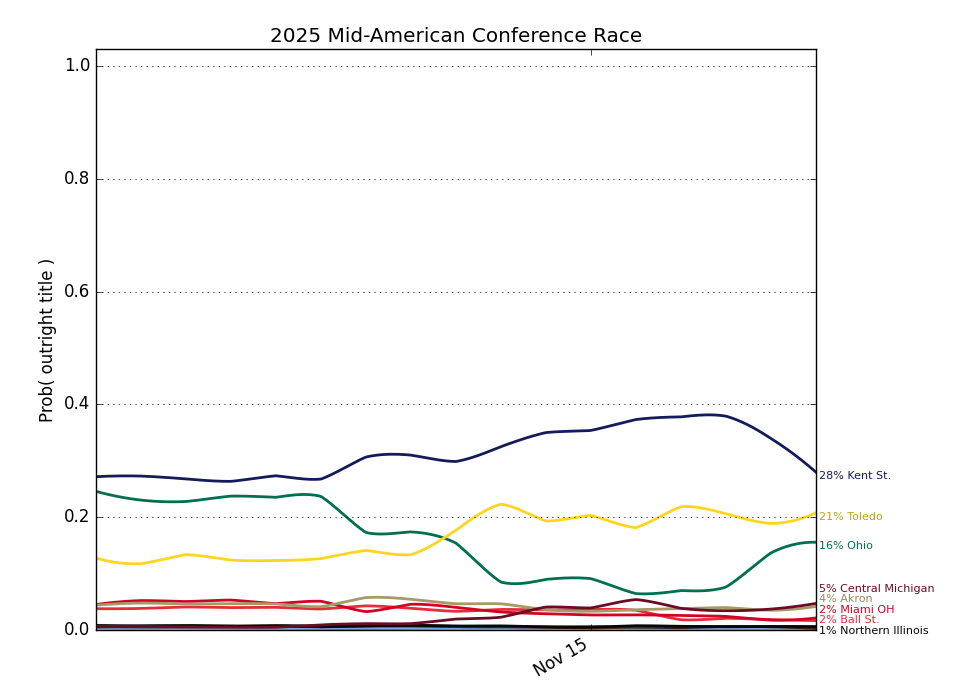 2025 Mid-American Conference Race
Prob( outright title )
1.0
0.8
0.6
0.4
0.2
0.0
28% Kent St.
21% Toledo
16% Ohio
5% Central Michigan
4% Akron
2% Miami OH
2% Ball St.
1% Northern Illinois
Nov 15